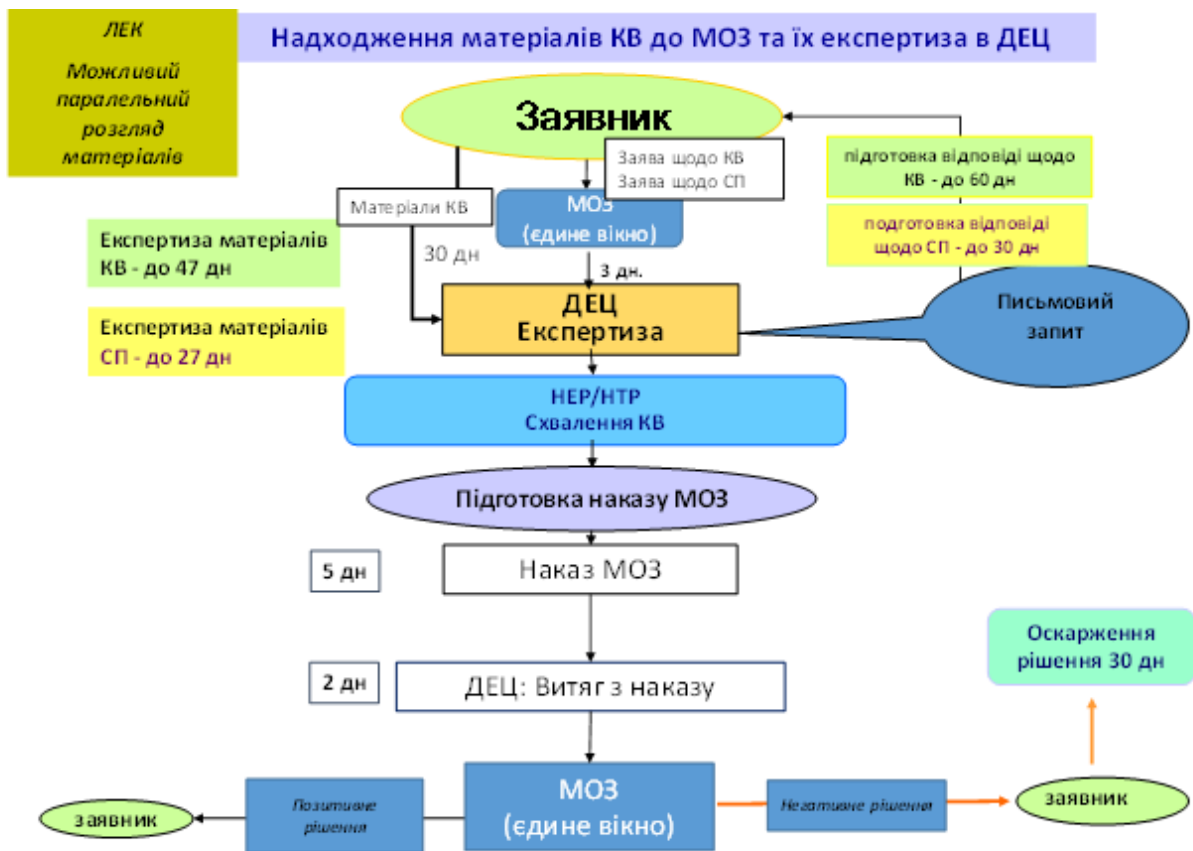 ЛЕК
Можливий
паралельний
розгляд
матеріалів
Надходження матеріалів КВ до МОЗ та їх експертиза в ДЕЦ
Заявник
Заява щодо КВ
Заява щодо СП
підготовка відповіді щодо
КВ - до 60 дн
Матеріали КВ
МОЗ
(єдине вікно)
подготовка відповіді
щодо СП - до 30 дн
Експертиза матеріалів
КВ - до 47 дн
30 дн
3 дн.
ДЕЦ
Експертиза
Письмовий
запит
Експертиза матеріалів
СП - до 27 дн
НЕР/НТР
Схвалення КВ
Підготовка наказу МОЗ
5 дн
Наказ МОЗ
Оскарження
рішення 30 дн
2 дн
ДЕЦ: Витяг з наказу
заявник
Позитивне
рішення
МОЗ
(єдине вікно)
Негативне рішення
заявник